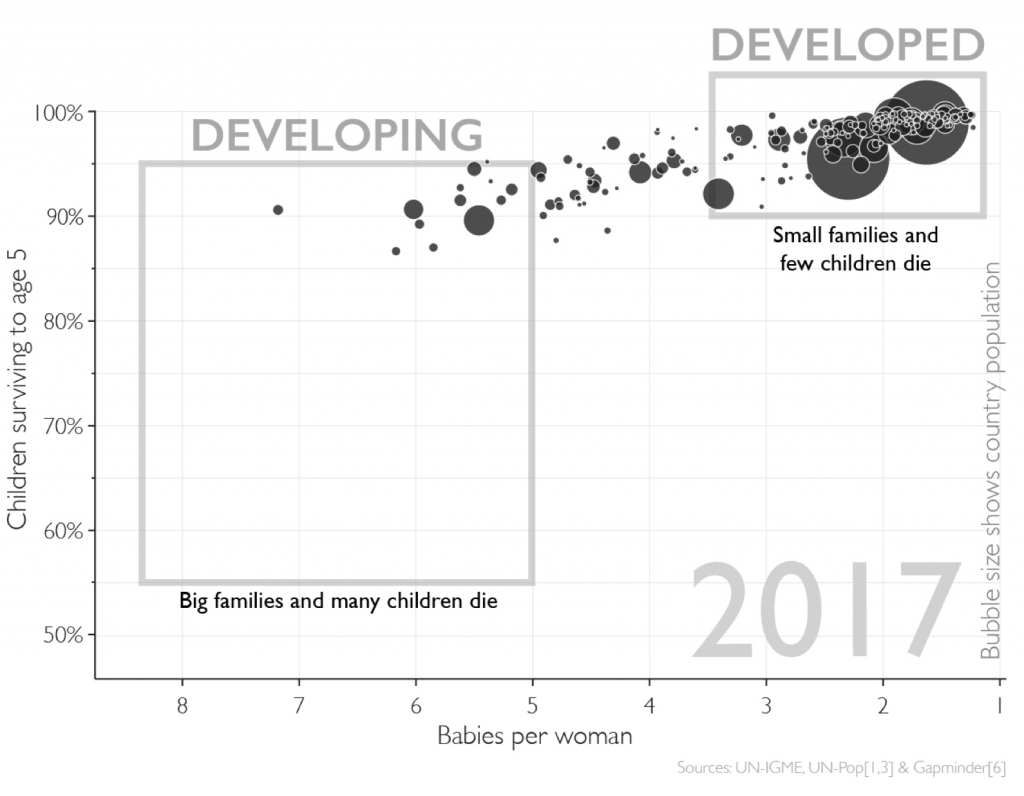 DEVELOPED
DEVELOPING
100%
90%
80%
70%
60%
50%
Children surviving to age 5
Small families and
few children die
Big families and many children die
2017
Bubble size shows country population
8 7 6 5 4 3 2 1
Babies per woman
Sources: UN-IGME, UN-Pop[1,3] & Gapminder[6]